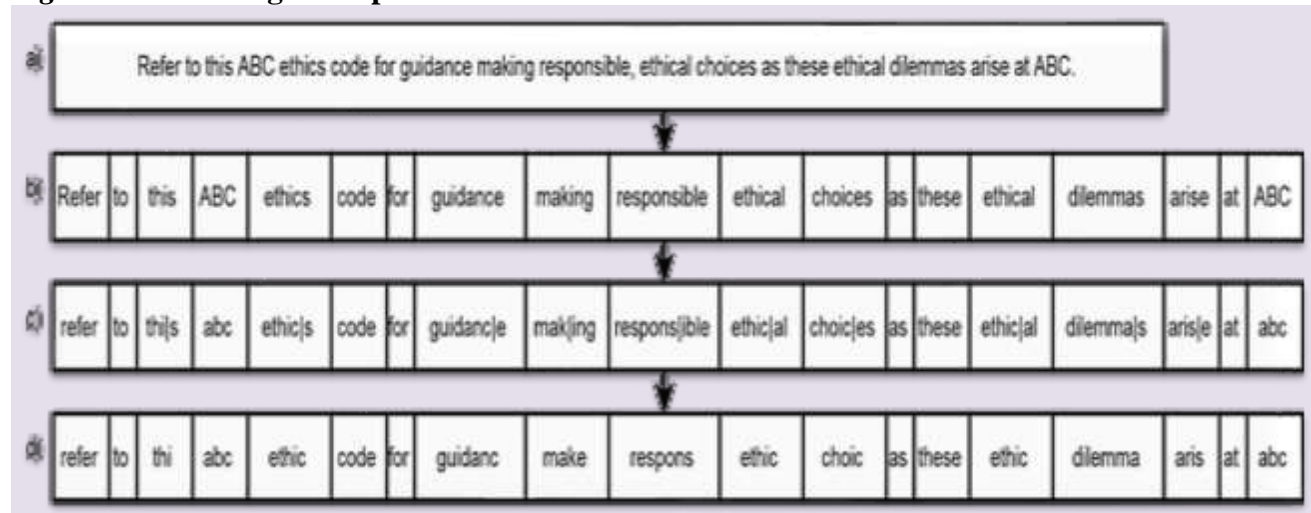 a) Refer to this ABC ethics code for guidance making responsible, ethical choices as these ethical dilemmas arise at ABC.
b) Refer to this ABC ethics code for guidance making responsible ethical choices as these ethical dilemmas arise at ABC
c) refer to thi|s abc ethic|s code for guidanc|e mak|ing respons|ible ethic|al choic|es as these ethic|al dilemma|s aris|e at abc
d) refer to thi abc ethic code for guidanc make respons ethic choic as these ethic dilemma aris at abc